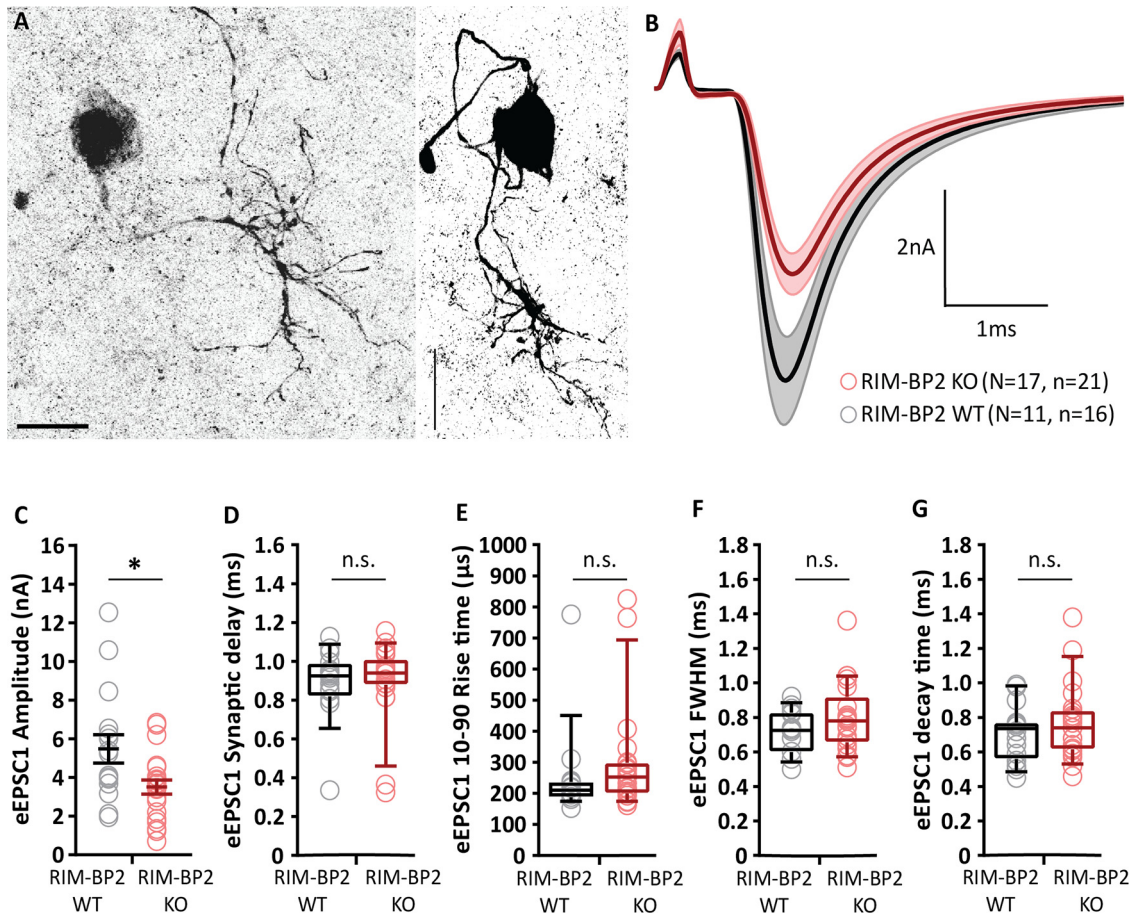 A
B
2nA
1ms
RIM-BP2 KO (N=17, n=21)
RIM-BP2 WT (N=11, n=16)
C
eEPSC1 Amplitude (nA)
16
14
12
10
8
6
4
2
0
*
RIM-BP2 RIM-BP2
WT KO
D
eEPSC1 Synaptic delay (ms)
1.6
1.4
1.2
1.0
0.8
0.6
0.4
0.2
0
n.s.
RIM-BP2 RIM-BP2
WT KO
E
eEPSC1 10-90 Rise time (µs)
1000
900
800
700
600
500
400
300
200
100
0
n.s.
RIM-BP2 RIM-BP2
WT KO
F
eEPSC1 FWHM (ms)
1.8
1.6
1.4
1.2
1.0
0.8
0.6
0.4
0.2
0
n.s.
RIM-BP2 RIM-BP2
WT KO
G
eEPSC1 decay time (ms)
1.8
1.6
1.4
1.2
1.0
0.8
0.6
0.4
0.2
0
n.s.
RIM-BP2 RIM-BP2
WT KO